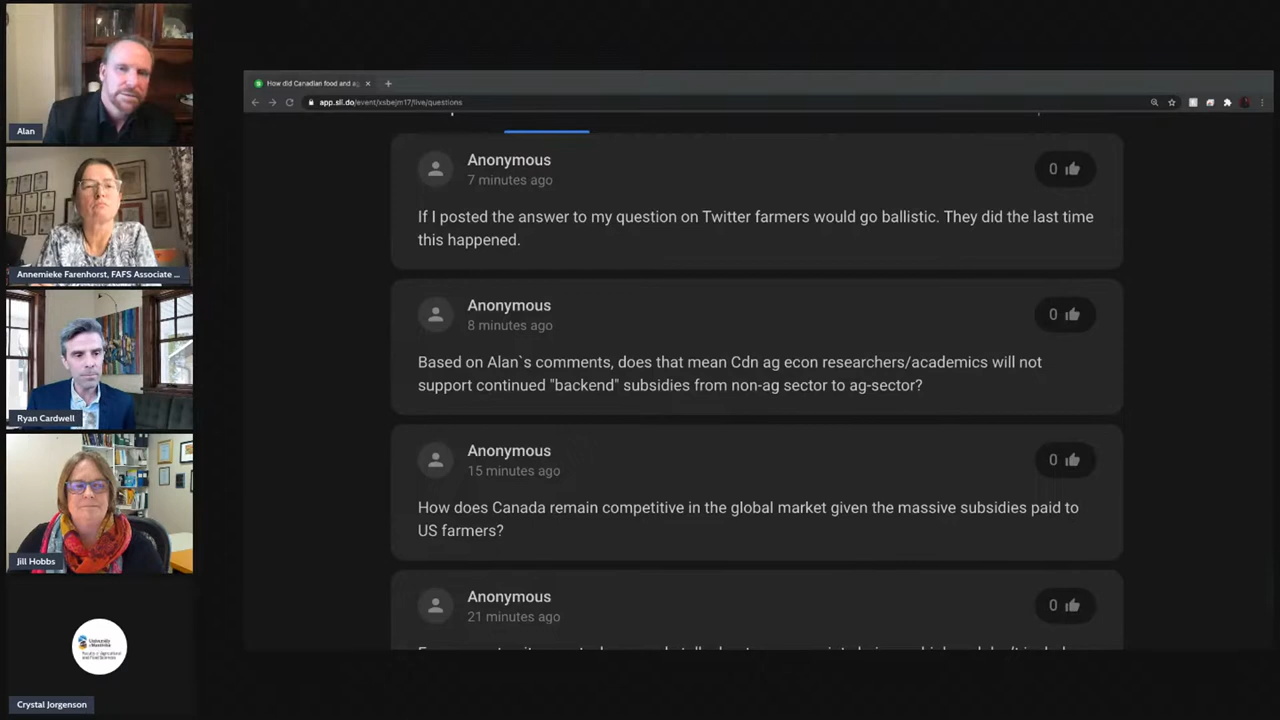 Alan
Annemieke Farenhorst, FAFS Associate ...
Ryan Cardwell
Jill Hobbs
Crystal Jorgenson
How did Canadian food and ag
app.sli.do/event/xsbejm17/live/questions
Anonymous
7 minutes ago
0
If I posted the answer to my question on Twitter farmers would go ballistic. They did the last time
this happened.
Anonymous
8 minutes ago
0
Based on Alan`s comments, does that mean Cdn ag econ researchers/academics will not
support continued "backend" subsidies from non-ag sector to ag-sector?
Anonymous
15 minutes ago
0
How does Canada remain competitive in the global market given the massive subsidies paid to
US farmers?
Anonymous
21 minutes ago
0